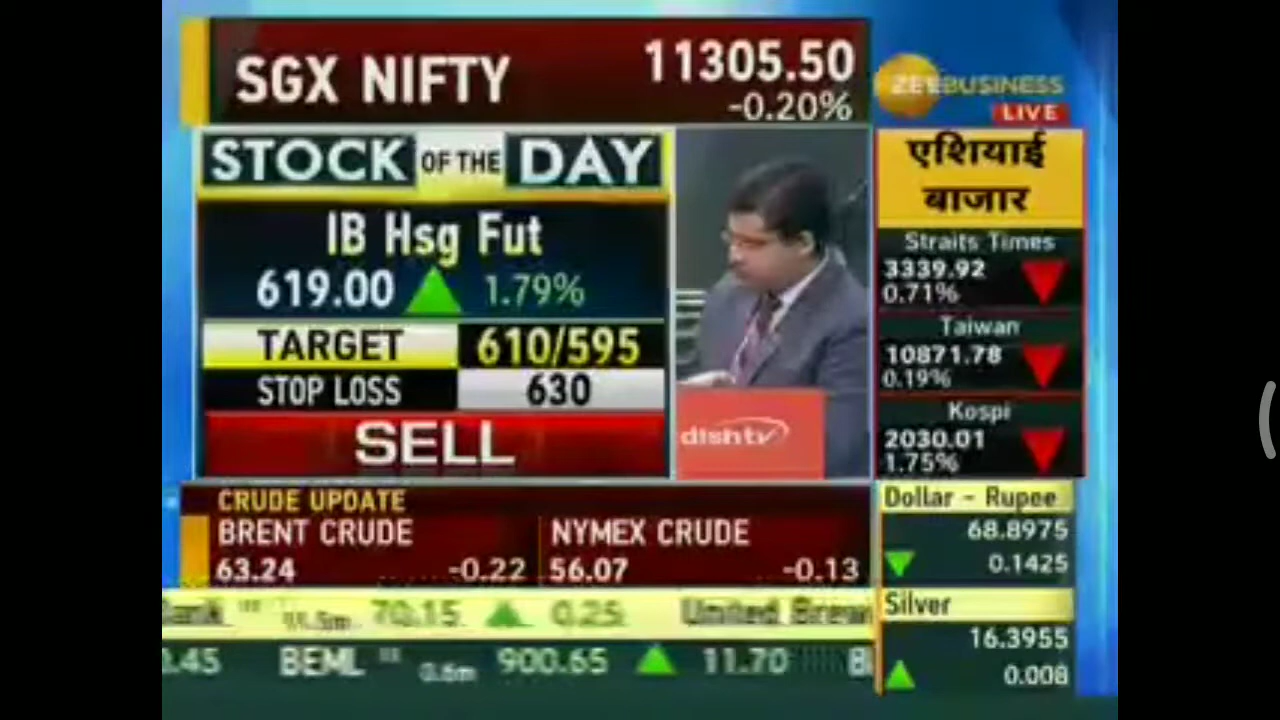 SGX NIFTY
11305.50
-0.20%
ZEEBUSINESS
LIVE
STOCK OF THE DAY
IB Hsg Fut
619.00 1.79%
TARGET 610/595
STOP LOSS 630
SELL
dishtv
एशियाई
बाजार
Straits Times
3339.92
0.71%
Taiwan
10871.78
0.19%
Kospi
2030.01
1.75%
CRUDE UPDATE
BRENT CRUDE
63.24 -0.22
NYMEX CRUDE
56.07 -0.13
Dollar - Rupee
68.8975
0.1425
Silver
16.3955
0.008
70.15 0.25 United Brew
.45 BEML 0.6m 900.65 11.70